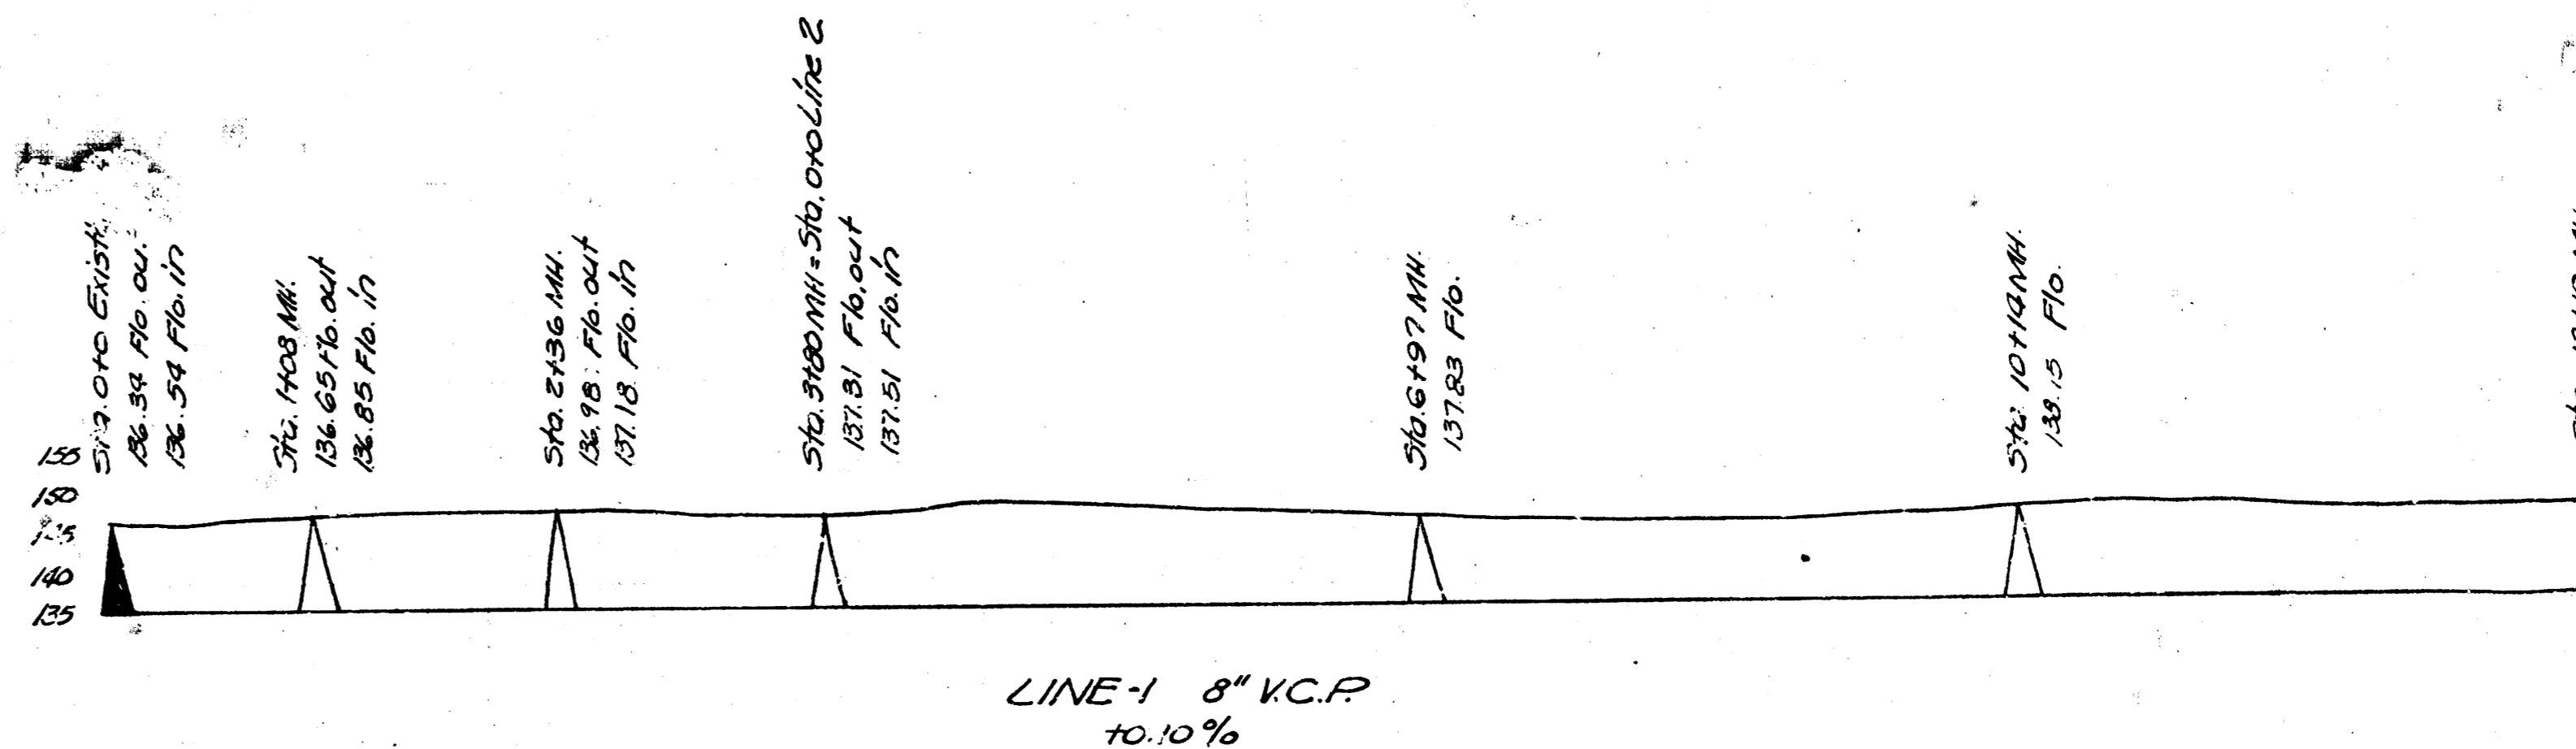 Sta. 0+0 Exist.
136.34 Flo. ou.
136.54 Flo. in
Sta. 1+08 MH.
136.65 Flo. out
136.85 Flo. in
Sta. 2+36 MH.
136.98 Flo. out
137.18 Flo. in
Sta. 3+80 MH = Sta. 0+0 Line 2
137.31 Flo. out
137.51 Flo. in
Sta. 6+97 MH.
137.83 Flo.
Sta. 10+14 MH.
138.15 Flo.
155
150
140
135
LINE-1 8" V.C.P.
+0.10%